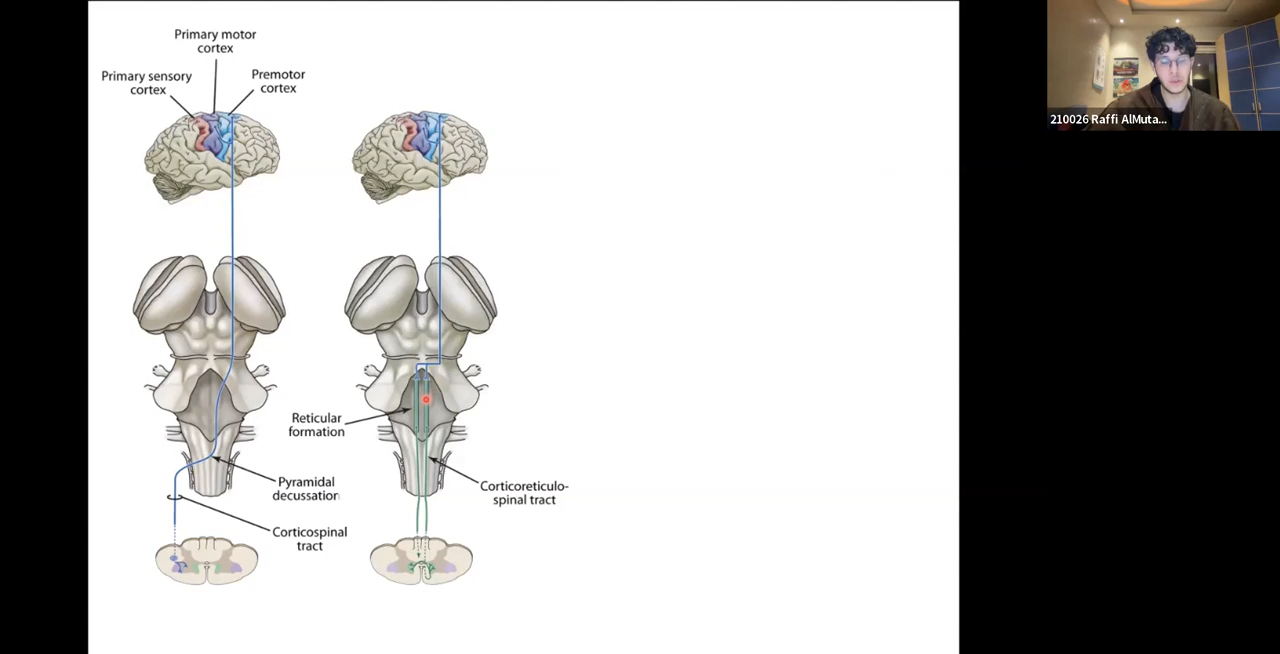 Primary motor
cortex
Primary sensory
cortex
Premotor
cortex
Reticular
formation
Pyramidal
decussation
Corticospinal
tract
Corticoreticulo-
spinal tract
210026 Raffi AlMuta...